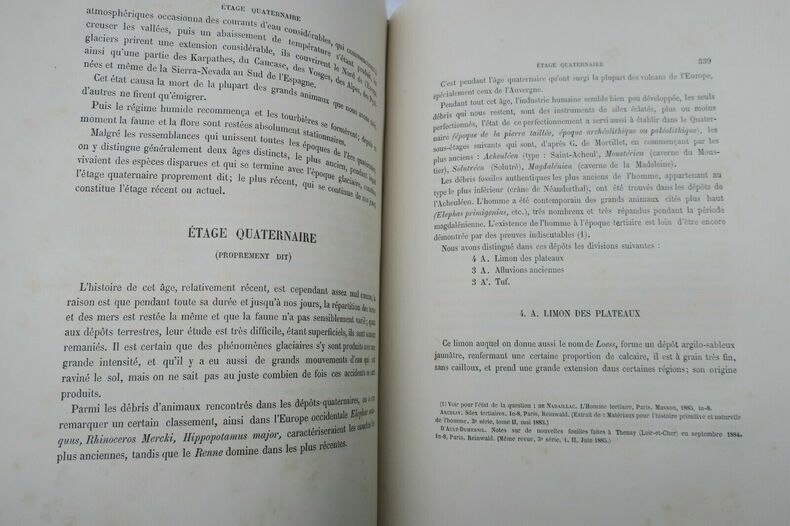 ÉTAGE QUATERNAIRE
atmosphériques occasionna des courants d'eau considérables, qui commencèrent à
creuser les vallées, puis un abaissement de température s'étant produit, les
glaciers prirent une extension considérable, ils couvrirent le Nord de l'Europe
ainsi qu'une partie des Karpathes, du Caucase, des Vosges, des Alpes, des
nées et même de la Sierra-Nevada au Sud de l'Espagne.
Cet état causa la mort de la plupart des grands animaux que nous avons
d'autres ne firent qu'émigrer.
Puis le régime humide recommença et les tourbières se formèrent; depuis ce
moment la faune et la flore sont restées absolument stationnaires.
Malgré les ressemblances qui unissent toutes les époques de l'ère quaternaire,
on y distingue généralement deux âges distincts, le plus ancien, pendant lequel
vivaient des espèces disparues et qui se termine avec l'époque glaciaire, constitue
l'étage quaternaire proprement dit; le plus récent, qui se continue de nos jours,
constitue l'étage récent ou actuel.
ÉTAGE QUATERNAIRE
(PROPREMENT DIT)
L'histoire de cet âge, relativement récent, est cependant assez mal connue, la
raison est que pendant toute sa durée et jusqu'à nos jours, la répartition des terres
et des mers est restée la même et que la faune n'a pas sensiblement varié; quant
aux dépôts terrestres, leur étude est très difficile, étant superficiels, ils sont souvent
remaniés. Il est certain que des phénomènes glaciaires s'y sont produits avec une
grande intensité, et qu'il y eu aussi de grands mouvements d'eau qui ont
raviné le sol, mais on ne sait pas au juste combien de fois ces accidents se sont
produits.
Parmi les débris d'animaux rencontrés dans les dépôts quaternaires, on a cru
remarquer un certain classement, ainsi dans l'Europe occidentale Elephas anti-
quus, Rhinoceros Mercki, Hippopotamus major, caractériseraient les couches
plus anciennes, tandis que le Renne domine dans les plus récentes.
ÉTAGE QUATERNAIRE 339
C'est pendant l'âge quaternaire qu'ont surgi la plupart des volcans de l'Europe,
spécialement ceux de l'Auvergne.
Pendant tout cet âge, l'industrie humaine semble bien peu développée, les seuls
débris qui nous restent, sont des instruments de silex éclatés, plus ou moins
perfectionnés, l'état de ce perfectionnement a servi aussi à établir dans le Quater-
naire (époque de la pierre taillée, époque archéolithique ou paléolithique), les
sous-étages suivants qui sont, d'après G. de Mortillet, en commençant par les
plus anciens : Acheuléen (type : Saint-Acheul), Moustérien (caverne du Mous-
tier), Solutréen (Solutré), Magdalénien (caverne de la Madeleine).
Les débris fossiles authentiques les plus anciens de l'homme, appartenant au
type le plus inférieur (crâne de Néanderthal), ont été trouvés dans les dépôts de
l'Acheuléen. L'homme a été contemporain des grands animaux cités plus haut
(Elephas primigenius, etc.), très nombreux et très répandus pendant la période
magdalénienne. L'existence de l'homme à l'époque tertiaire est loin d'être encore
démontrée par des preuves indiscutables (1).
Nous avons distingué dans ces dépôts les divisions suivantes :
4 A. Limon des plateaux
3 A. Alluvions anciennes
3 A'. Tuf.
4. A. LIMON DES PLATEAUX
Ce limon auquel on donne aussi le nom de Loess, forme un dépôt argilo-sableux
jaunâtre, renfermant une certaine proportion de calcaire, il est à grain très fin,
sans cailloux, et prend une grande extension dans certaines régions; son origine
(1) Voir pour l'état de la question : DE NADAILLAC. L'Homme tertiaire, Paris, Masson, 1885, in-8.
ARCELIN. Silex tertiaires. In-8, Paris, Reinwald. (Extrait de : Matériaux pour l'histoire primitive et naturelle
de l'homme, 3e série, tome II, mai 1885.)
D'AULT-DUMESNIL. Notes sur de nouvelles fouilles faites à Thenay (Loir-et-Cher) en septembre 1884.
In-8, Paris, Reinwald. (Même revue, 3e série, t. II, Juin 1885.)